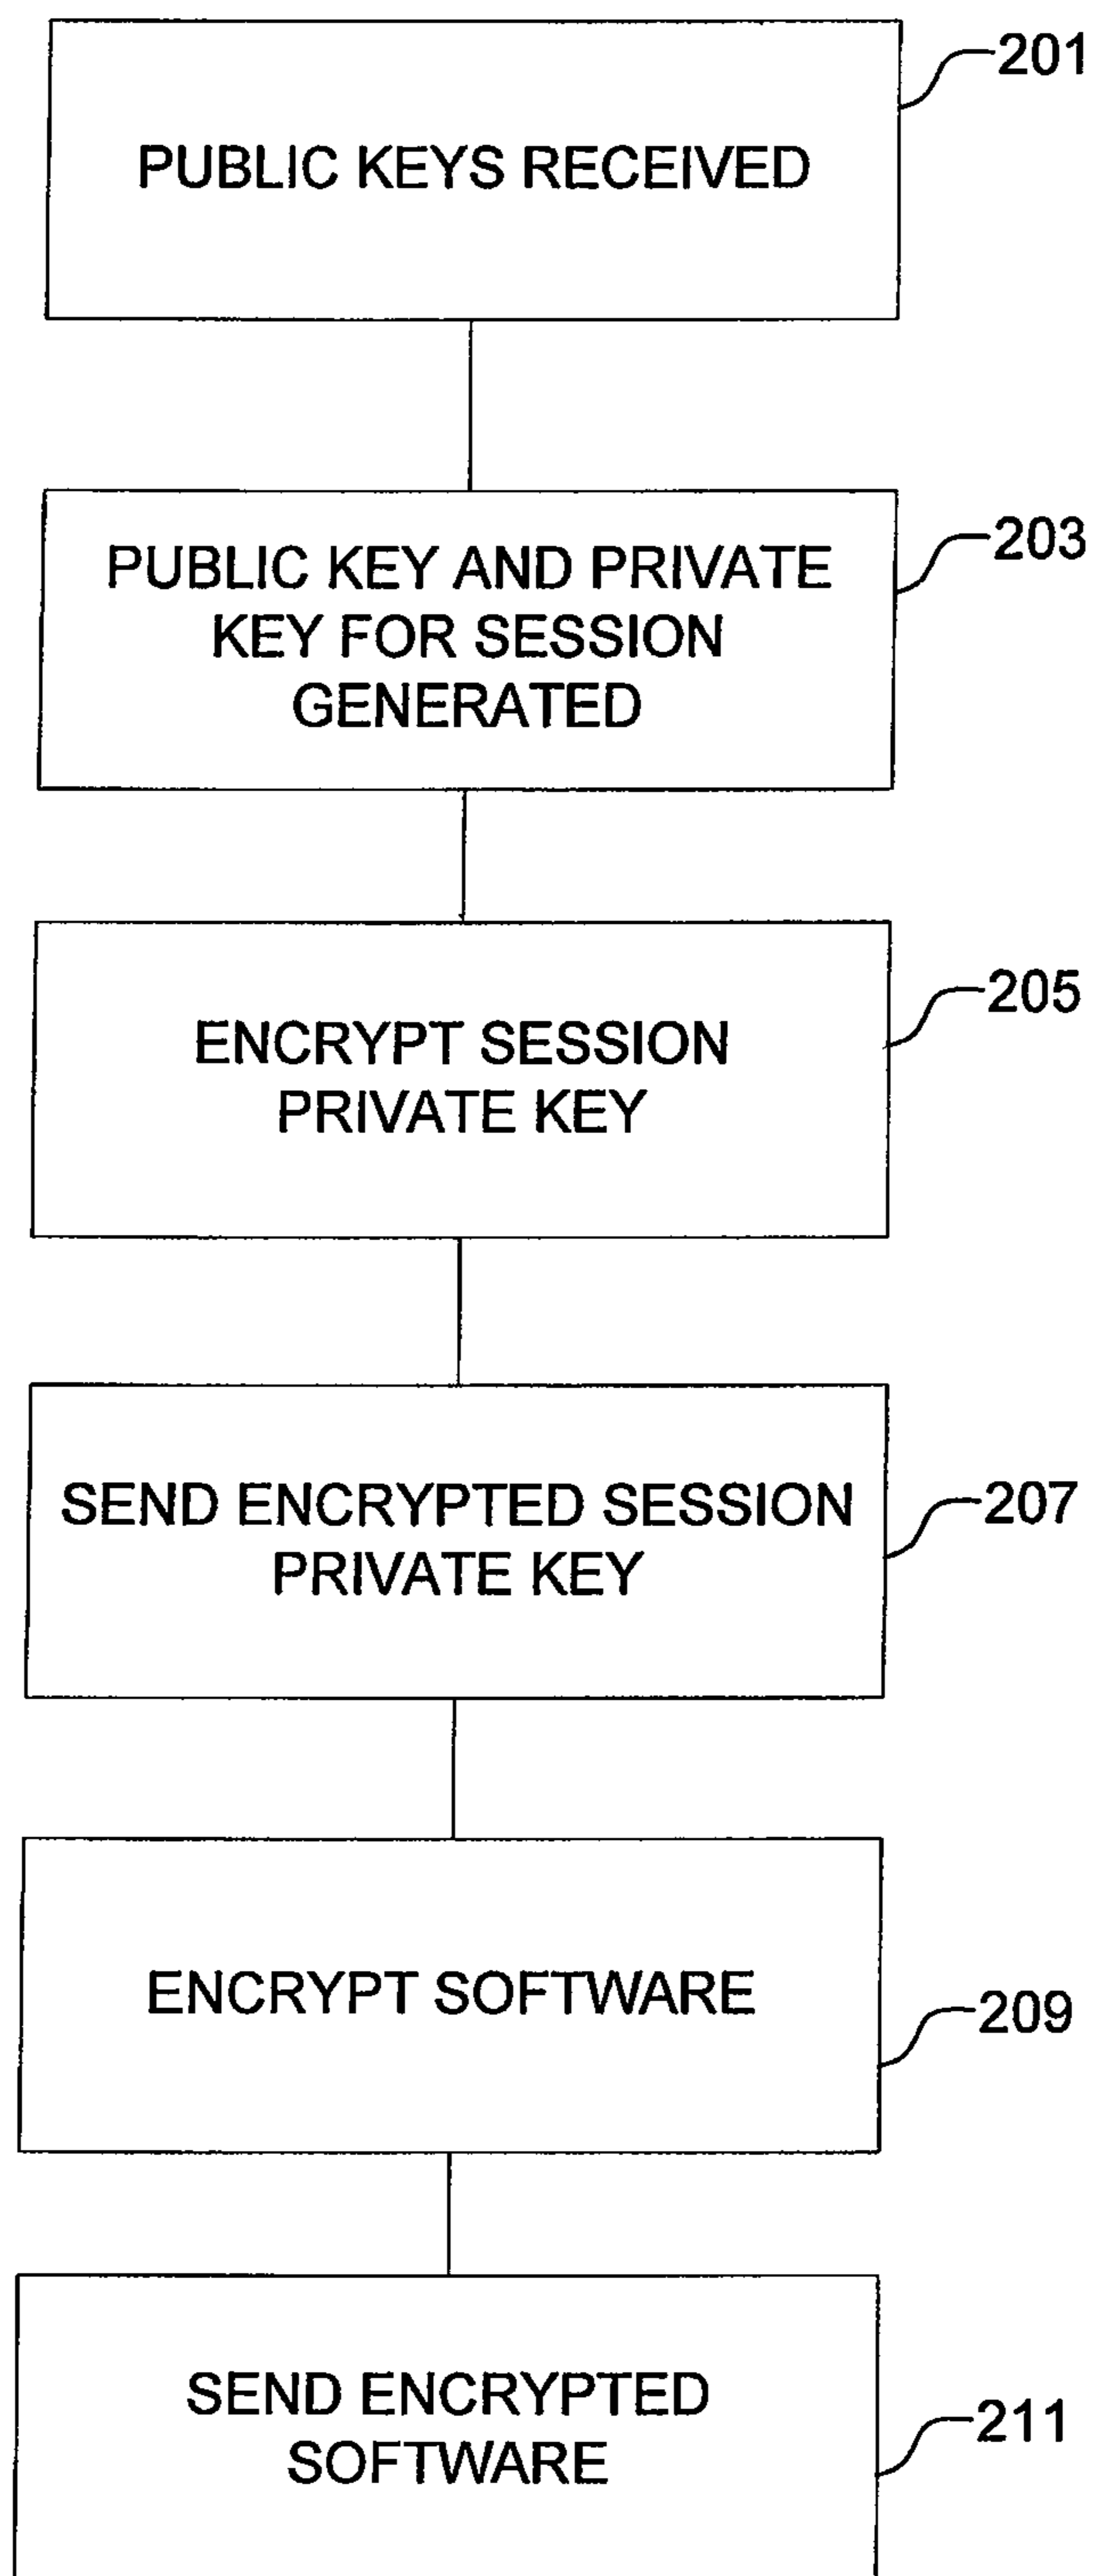 201
PUBLIC KEYS RECEIVED
203
PUBLIC KEY AND PRIVATE
KEY FOR SESSION
GENERATED
205
ENCRYPT SESSION
PRIVATE KEY
207
SEND ENCRYPTED SESSION
PRIVATE KEY
ENCRYPT SOFTWARE
209
SEND ENCRYPTED
211
SOFTWARE